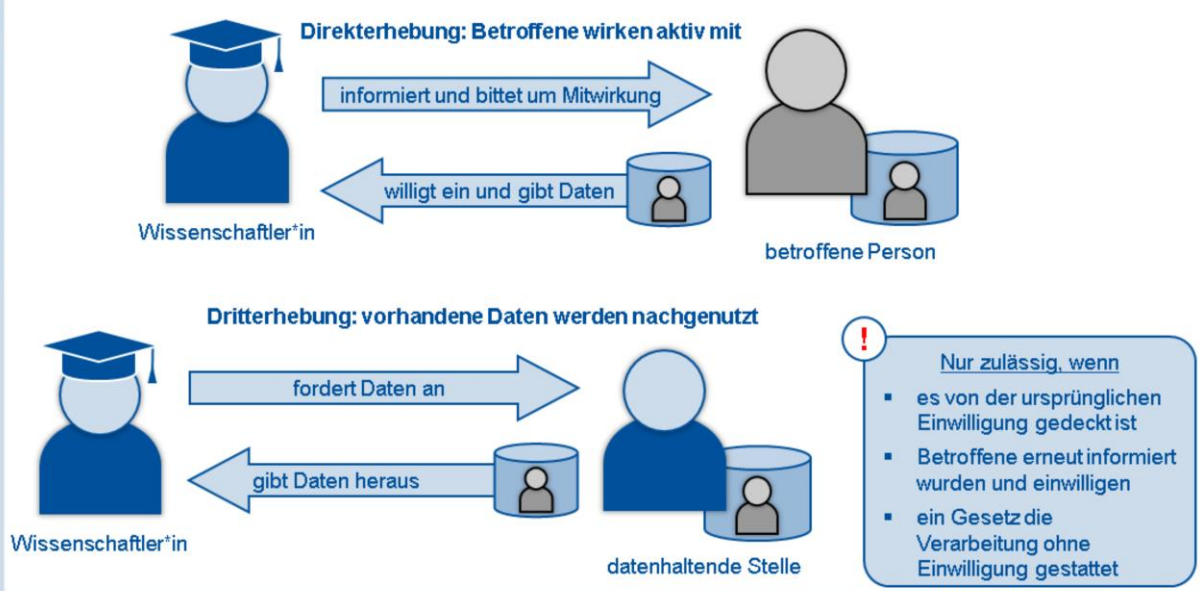 Direkterhebung: Betroffene wirken aktiv mit
informiert und bittet um Mitwirkung
willigt ein und gibt Daten
Wissenschaftler*in
betroffene Person
Dritterhebung: vorhandene Daten werden nachgenutzt
fordert Daten an
gibt Daten heraus
Wissenschaftler*in
datenhaltende Stelle
!
Nur zulässig, wenn
▪ es von der ursprünglichen
Einwilligung gedeckt ist
▪ Betroffene erneut informiert
wurden und einwilligen
▪ ein Gesetz die
Verarbeitung ohne
Einwilligung gestattet